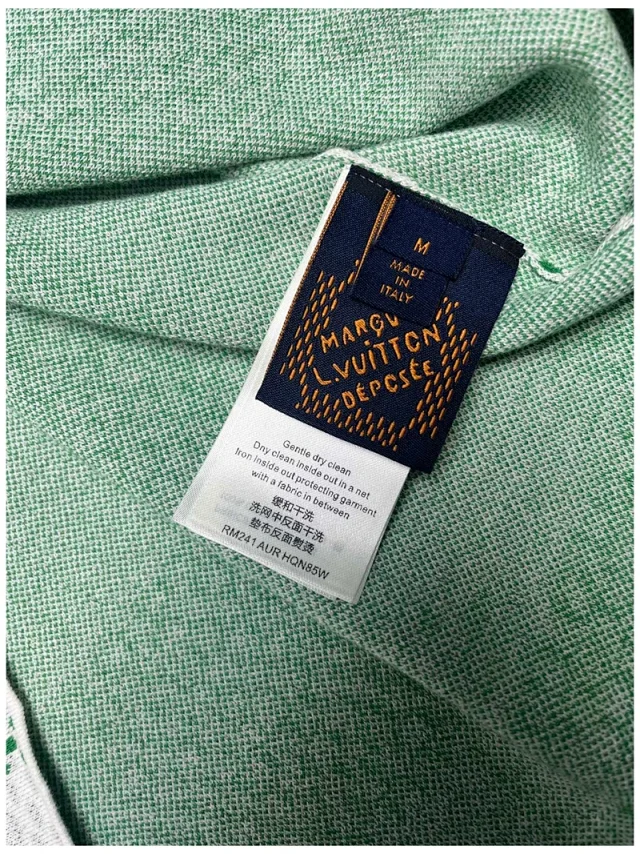 M
MADE
IN
ITALY
MARQU
L.VUITTON
DÉPOSÉE
Gentle dry clean
Dry clean inside out in a net
Iron inside out protecting garment
with a fabric in between
缓和干洗
洗网中反面干洗
垫布反面熨烫
RM241 AUR HQN85W